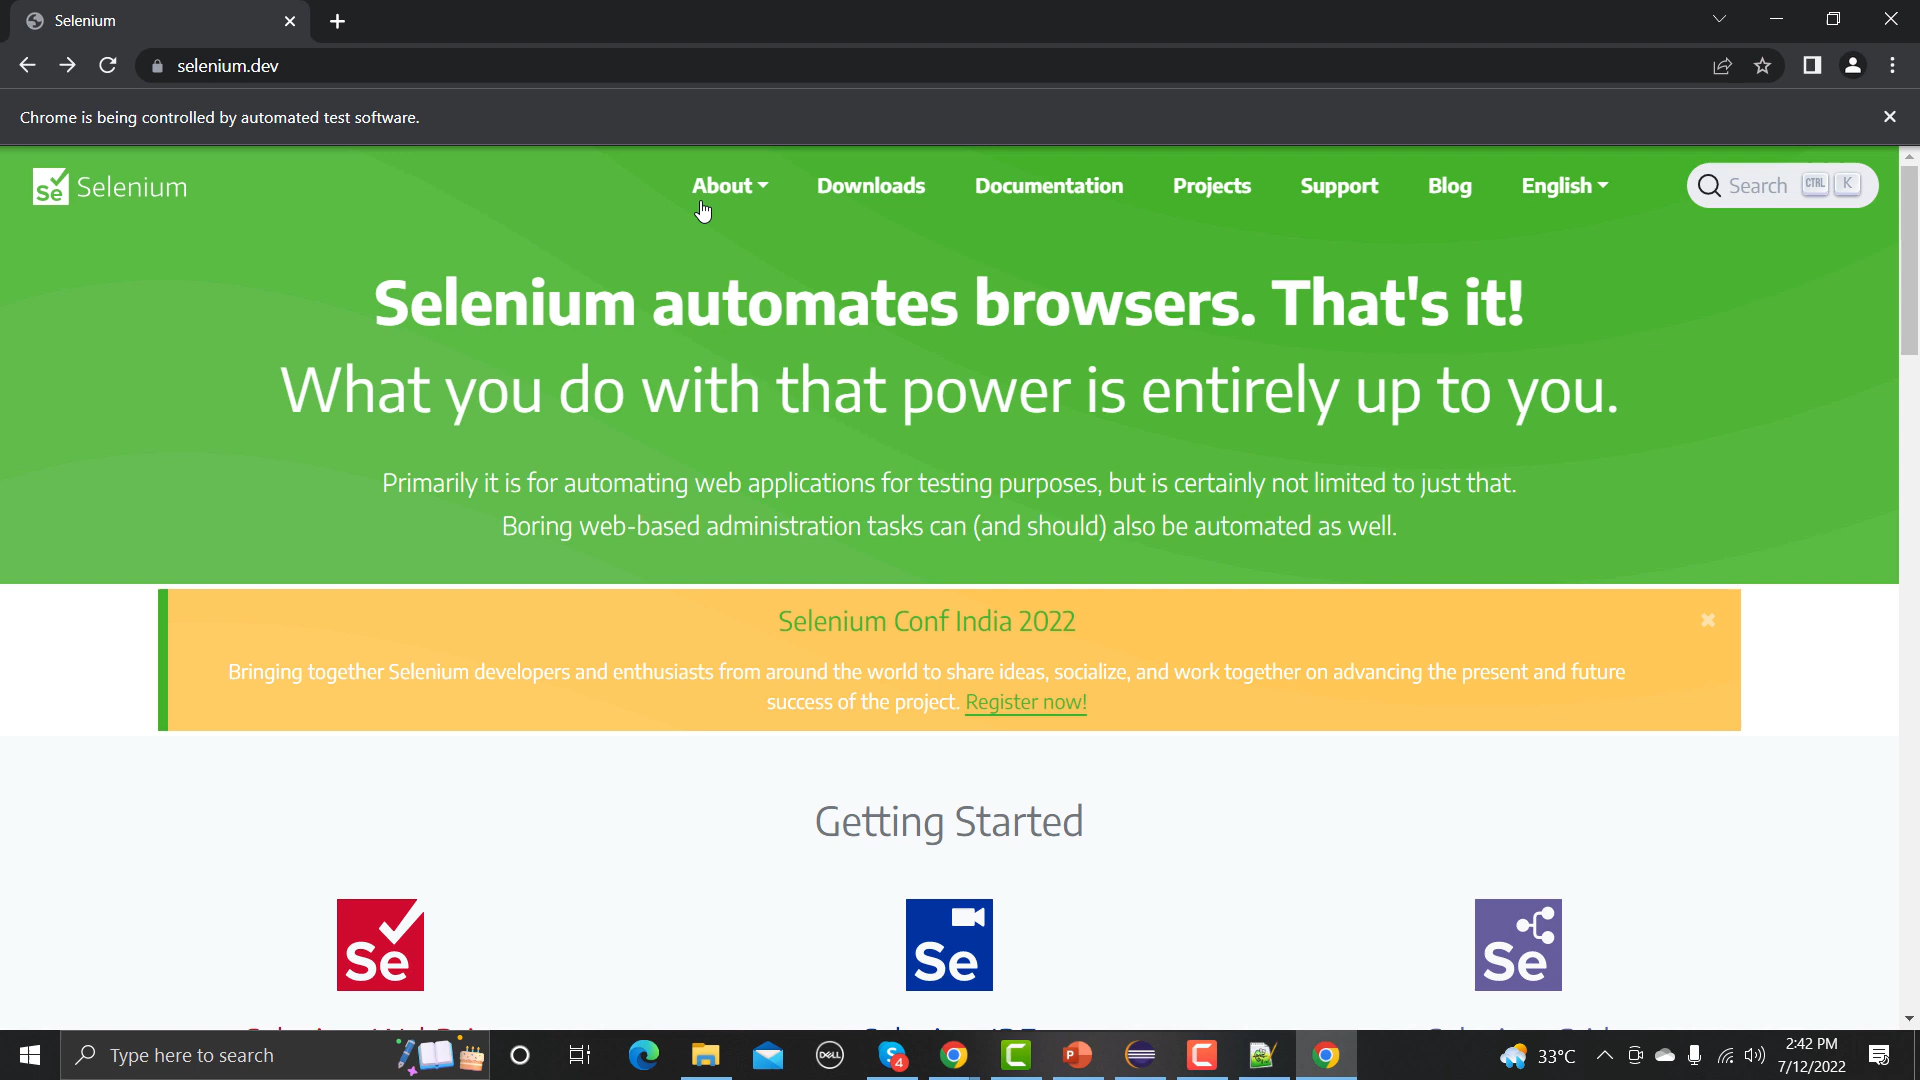 Selenium
selenium.dev
Chrome is being controlled by automated test software.
Se Selenium
About
Downloads
Documentation
Projects
Support
Blog
English
Search CTRL K
Selenium automates browsers. That's it!
What you do with that power is entirely up to you.
Primarily it is for automating web applications for testing purposes, but is certainly not limited to just that.
Boring web-based administration tasks can (and should) also be automated as well.
Selenium Conf India 2022
Bringing together Selenium developers and enthusiasts from around the world to share ideas, socialize, and work together on advancing the present and future
success of the project. Register now!
Getting Started
Se
Se
Se
Type here to search
DELL
S 4
P
33°C
2:42 PM
7/12/2022